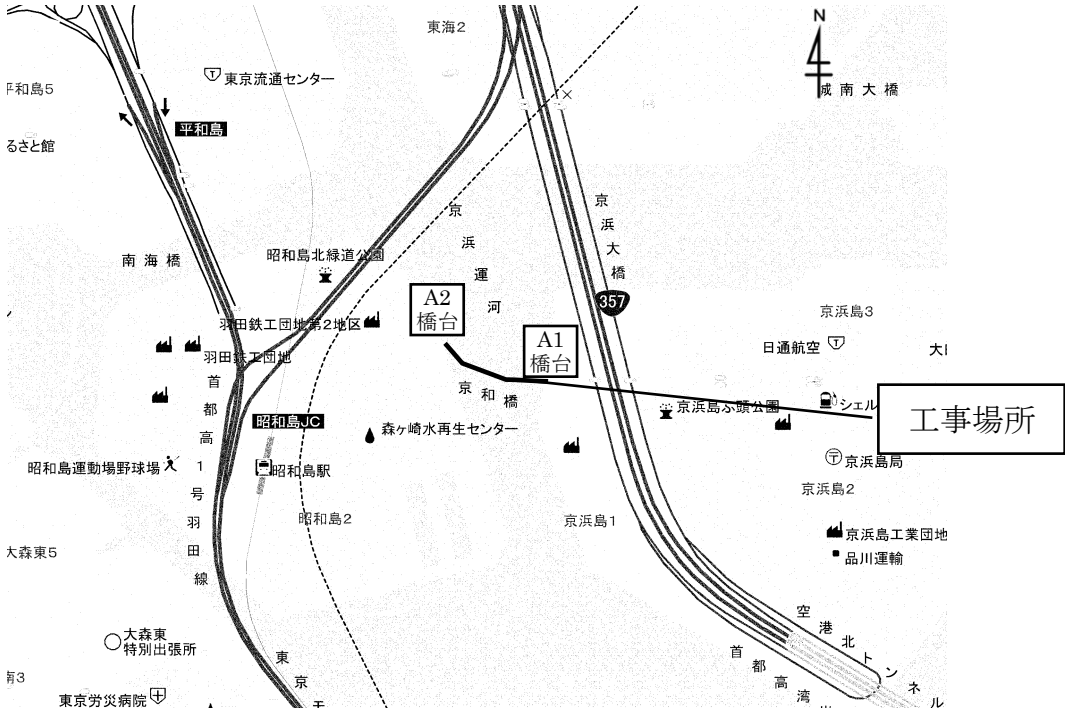 東海2
N
東京流通センター
平和島5
城南大橋
平和島
るさと館
京浜運河
京浜大橋
南海橋
昭和島北緑道公園
A2
橋台
357
京浜島3
羽田鉄工団地第2地区
A1
橋台
日通航空
羽田鉄工団地
京和橋
首都高1号羽田線
京浜島ふ頭公園
シェル
工事場所
昭和島JC
森ヶ崎水再生センター
昭和島運動場野球場
昭和島駅
京浜島局
京浜島2
昭和島2
京浜島1
京浜島工業団地
大森東5
品川運輸
空港北トンネル
大森東
特別出張所
首都高湾
東京モ
南3
東京労災病院